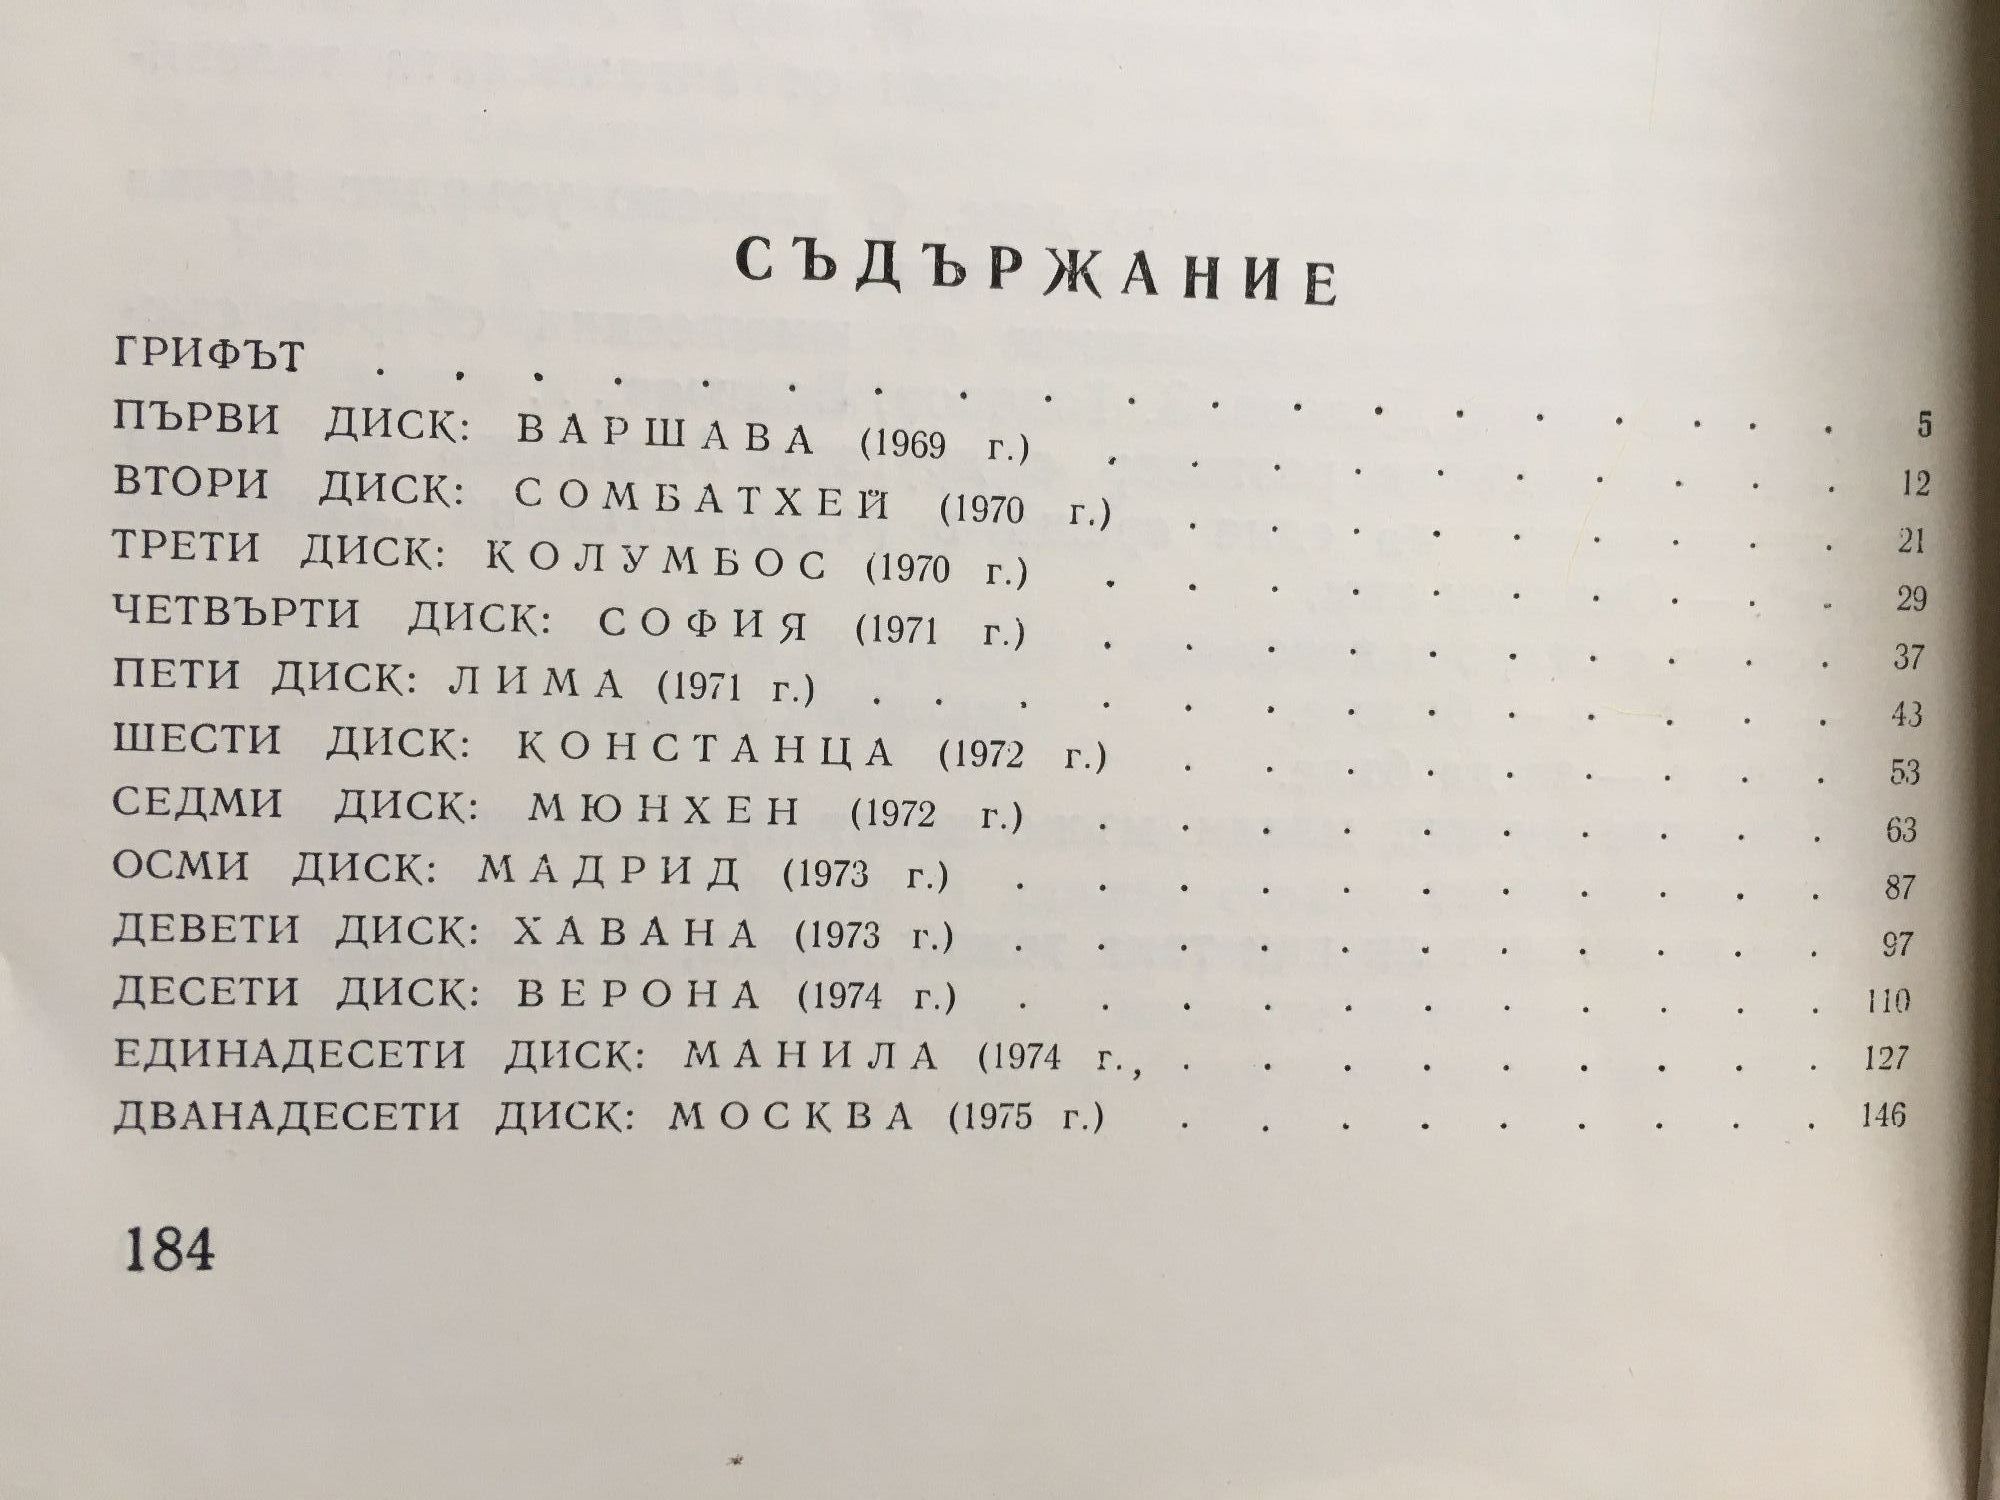 СЪДЪРЖАНИЕ
ГРИФЪТ . . . . . . . . . . . . . . . . . . . 5
ПЪРВИ ДИСК: ВАРШАВА (1969 г.) . . . . . . . . . . 12
ВТОРИ ДИСК: СОМБАТХЕЙ (1970 г.) . . . . . . . . . 21
ТРЕТИ ДИСК: КОЛУМБОС (1970 г.) . . . . . . . . . . 29
ЧЕТВЪРТИ ДИСК: СОФИЯ (1971 г.) . . . . . . . . . . 37
ПЕТИ ДИСК: ЛИМА (1971 г.) . . . . . . . . . . . . . 43
ШЕСТИ ДИСК: КОНСТАНЦА (1972 г.) . . . . . . . . . 53
СЕДМИ ДИСК: МЮНХЕН (1972 г.) . . . . . . . . . . 63
ОСМИ ДИСК: МАДРИД (1973 г.) . . . . . . . . . . . 87
ДЕВЕТИ ДИСК: ХАВАНА (1973 г.) . . . . . . . . . . . 97
ДЕСЕТИ ДИСК: ВЕРОНА (1974 г.) . . . . . . . . . . . 110
ЕДИНАДЕСЕТИ ДИСК: МАНИЛА (1974 г., . . . . . . . . . 127
ДВАНАДЕСЕТИ ДИСК: МОСКВА (1975 г.) . . . . . . . . . 146
184